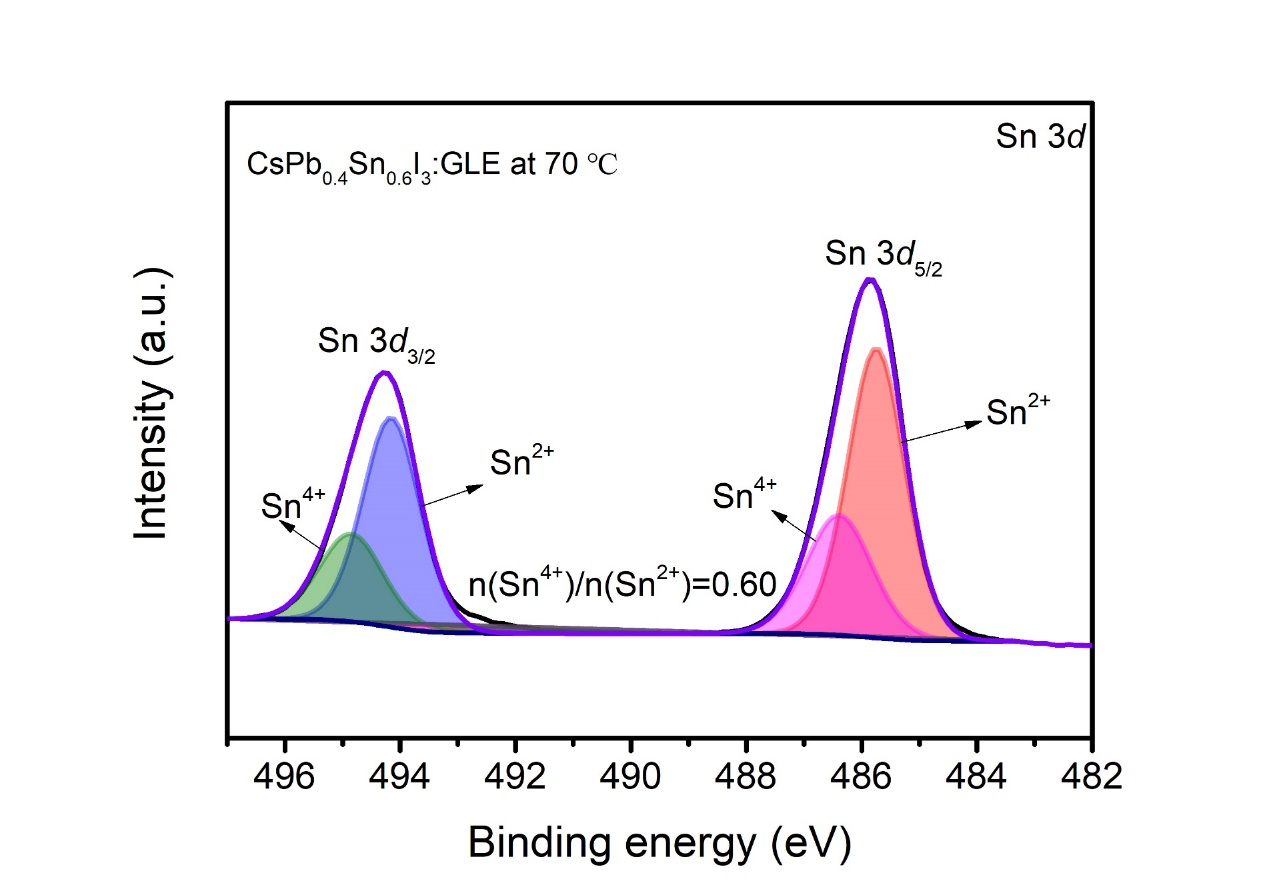 Sn 3d
CsPb0.4Sn0.6I3:GLE at 70 ℃
Sn 3d5/2
Sn 3d3/2
Sn2+
Sn2+
Sn4+
Sn4+
n(Sn4+)/n(Sn2+)=0.60
Intensity (a.u.)
496 494 492 490 488 486 484 482
Binding energy (eV)